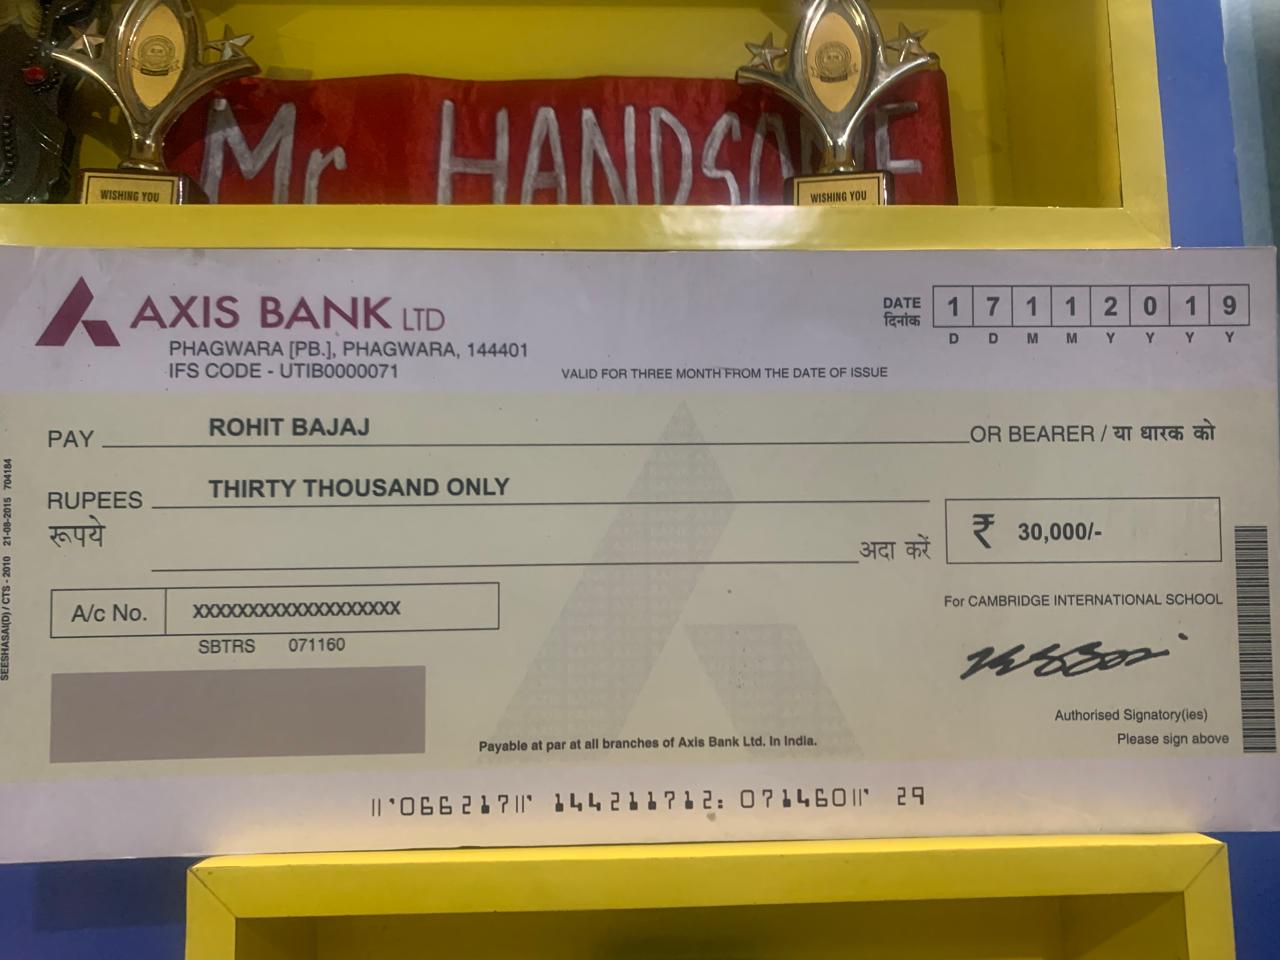 Mr HANDSOME
WISHING YOU
WISHING YOU
AXIS BANK LTD
PHAGWARA [PB.], PHAGWARA, 144401
IFS CODE - UTIB0000071
VALID FOR THREE MONTH FROM THE DATE OF ISSUE
DATE 1 7 1 1 2 0 1 9
दिनांक D D M M Y Y Y Y
PAY ROHIT BAJAJ OR BEARER / या धारक को
RUPEES THIRTY THOUSAND ONLY
रूपये अदा करें ₹ 30,000/-
A/c No. XXXXXXXXXXXXXXXXXXX
SBTRS 071160
For CAMBRIDGE INTERNATIONAL SCHOOL
Authorised Signatory(ies)
Please sign above
Payable at par at all branches of Axis Bank Ltd. In India.
SEESHASAI(D) / CTS - 2010 21-08-2015 704184
⑈066217⑈ 144211712: 071460⑈ 29